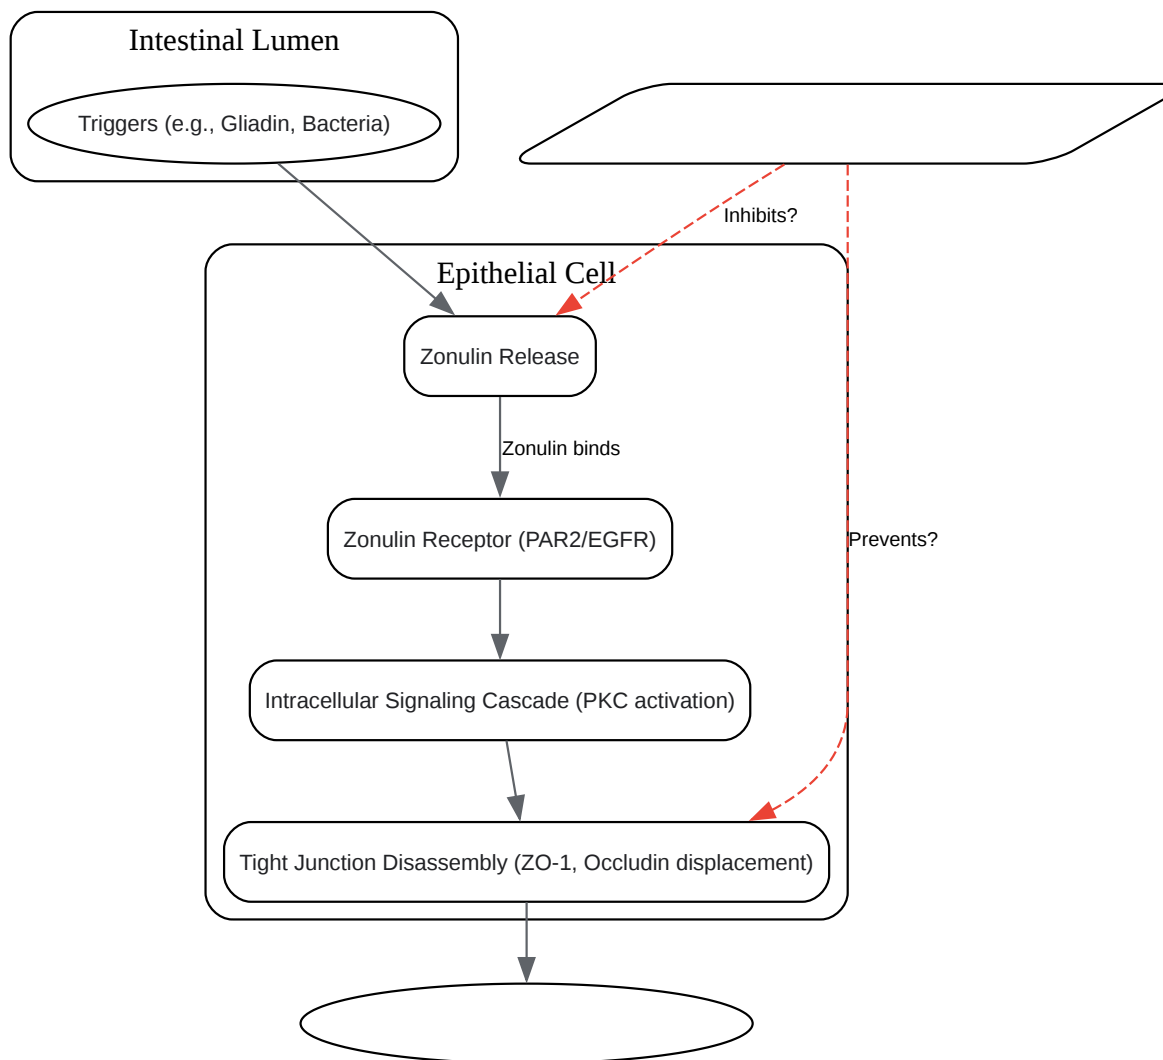 Intestinal Lumen
Triggers (e.g., Gliadin, Bacteria)
Inhibits?
Epithelial Cell
Zonulin Release
Zonulin binds
Zonulin Receptor (PAR2/EGFR)
Prevents?
Intracellular Signaling Cascade (PKC activation)
Tight Junction Disassembly (ZO-1, Occludin displacement)